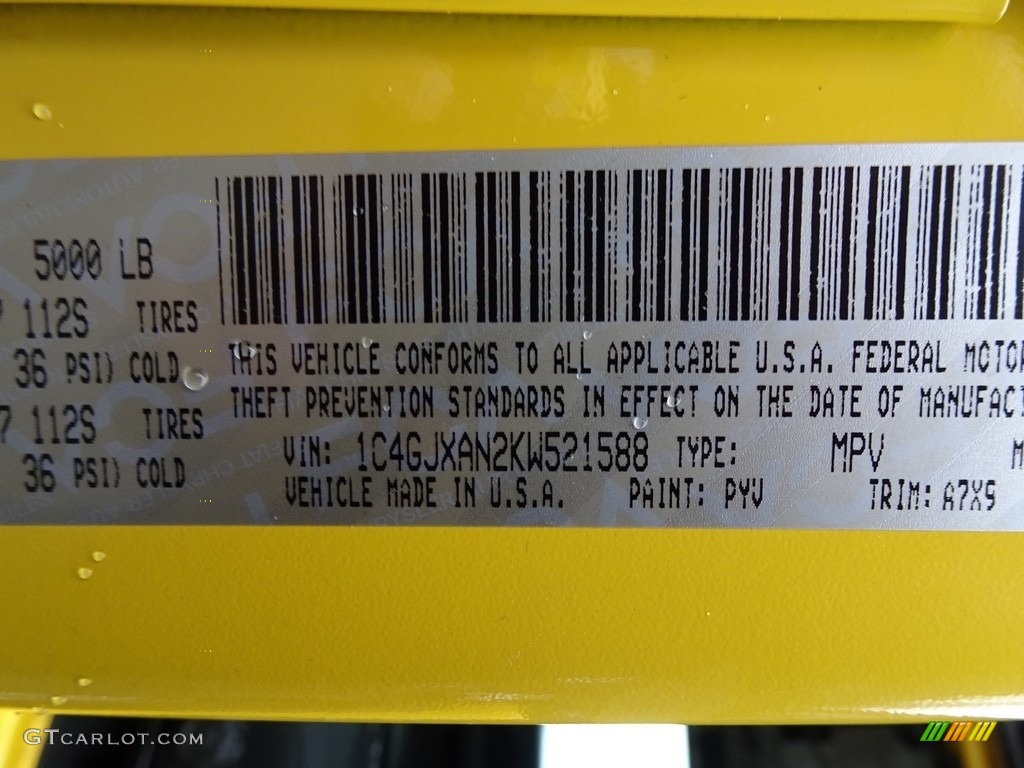 5000 LB
112S TIRES
36 PSI) COLD
7 112S TIRES
36 PSI) COLD
THIS VEHICLE CONFORMS TO ALL APPLICABLE U.S.A. FEDERAL MOTOR
THEFT PREVENTION STANDARDS IN EFFECT ON THE DATE OF MANUFACT
VIN: 1C4GJXAN2KW521588 TYPE: MPV M
VEHICLE MADE IN U.S.A. PAINT: PYV TRIM: A7X9
GTCARLOT.COM